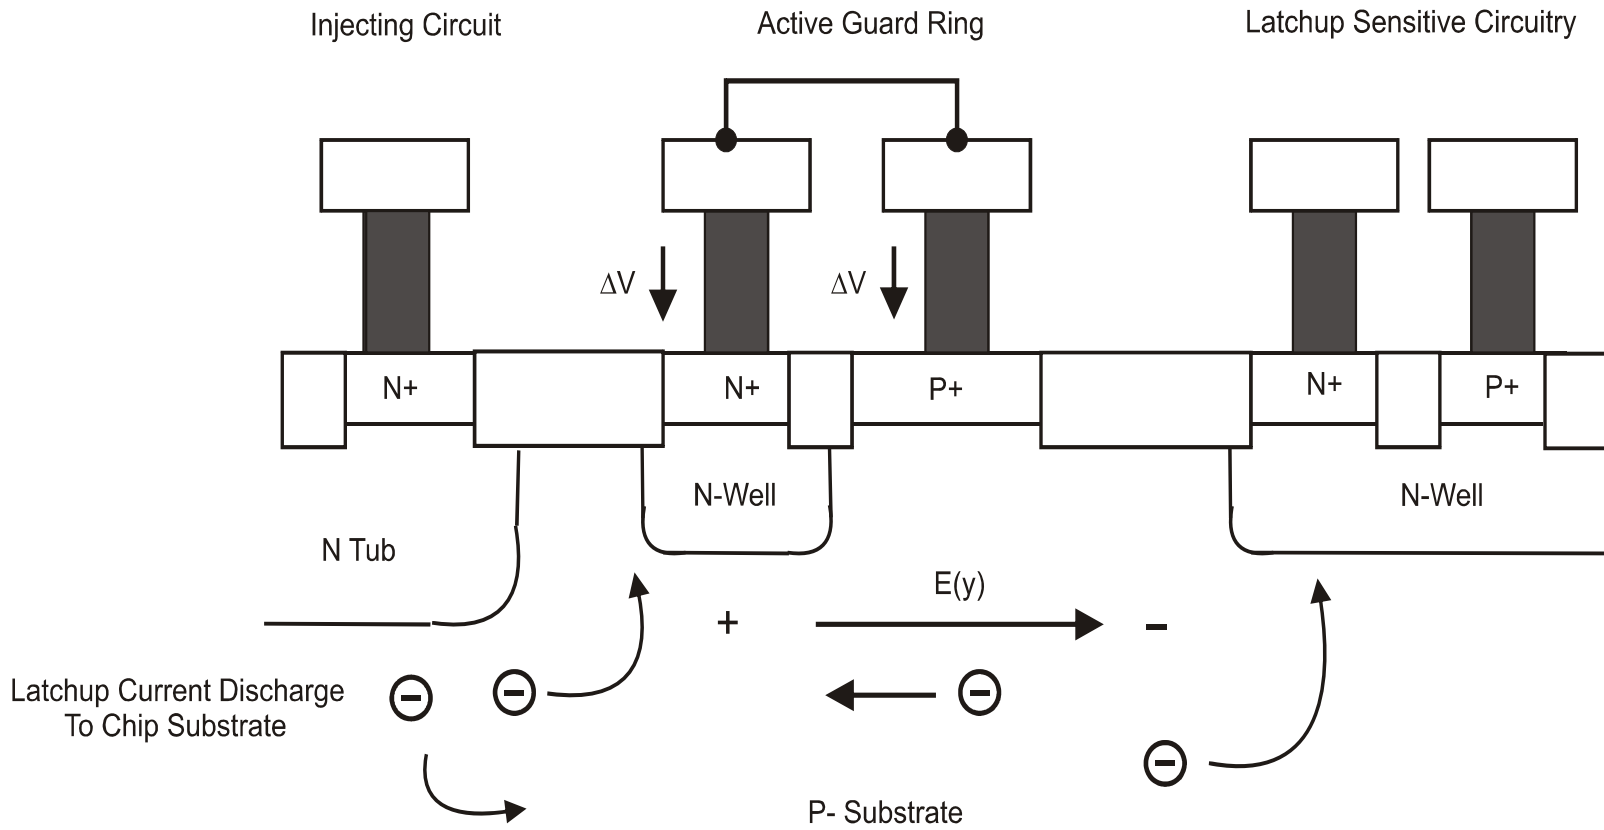 Injecting Circuit
Active Guard Ring
Latchup Sensitive Circuitry
ΔV
ΔV
N+
N+
P+
N+
P+
N-Well
N-Well
N Tub
E(y)
+
–
Latchup Current Discharge
To Chip Substrate
–
–
–
–
P- Substrate